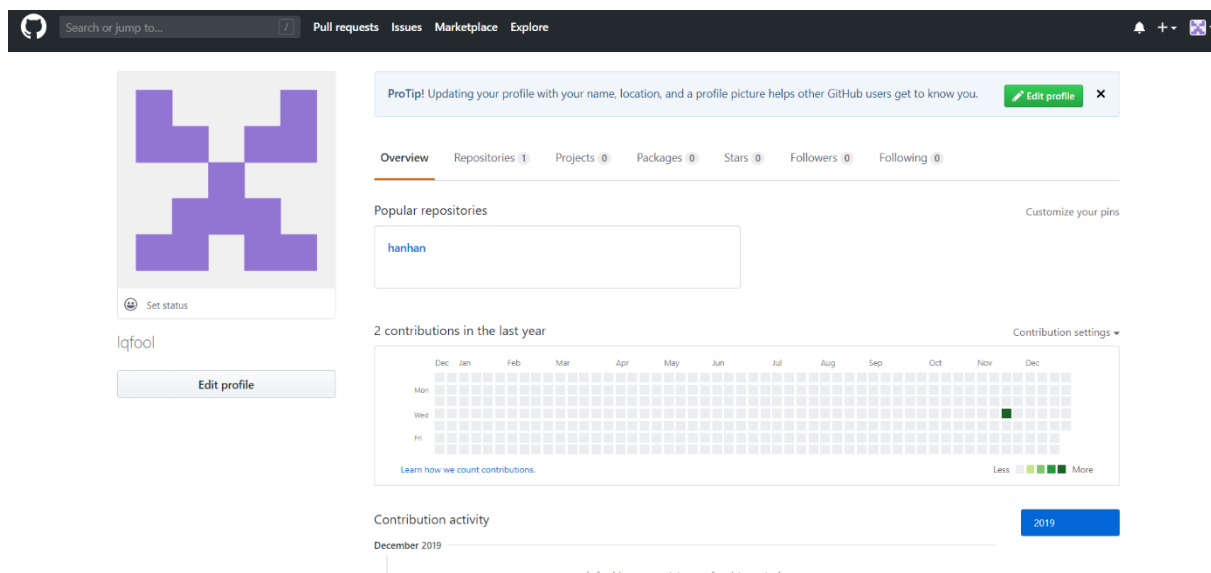 Search or jump to... / Pull requests Issues Marketplace Explore
ProTip! Updating your profile with your name, location, and a profile picture helps other GitHub users get to know you. Edit profile
Overview Repositories 1 Projects 0 Packages 0 Stars 0 Followers 0 Following 0
Popular repositories Customize your pins
hanhan
Set status
lqfool
Edit profile
2 contributions in the last year Contribution settings
Dec Jan Feb Mar Apr May Jun Jul Aug Sep Oct Nov Dec
Mon
Wed
Fri
Learn how we count contributions. Less More
Contribution activity 2019
December 2019